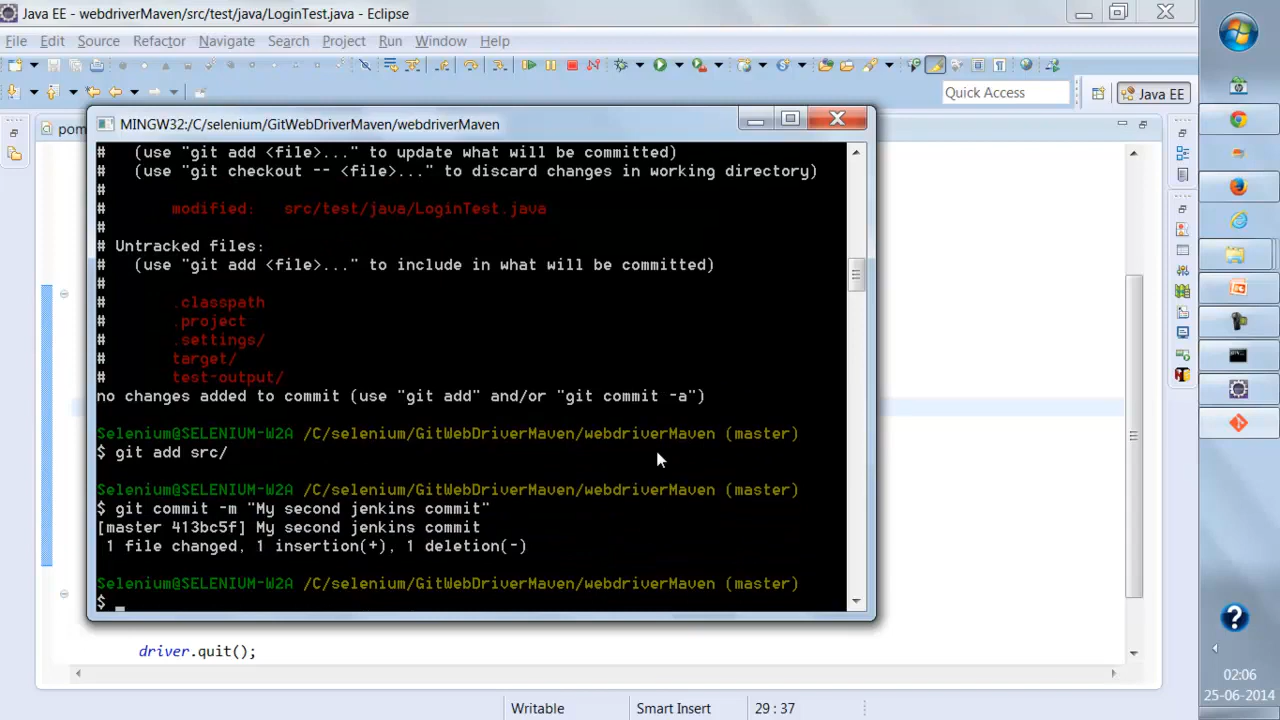 Java EE - webdriverMaven/src/test/java/LoginTest.java - Eclipse
File Edit Source Refactor Navigate Search Project Run Window Help
Quick Access
Java EE
pom
MINGW32:/C/selenium/GitWebDriverMaven/webdriverMaven
# (use "git add <file>..." to update what will be committed)
# (use "git checkout -- <file>..." to discard changes in working directory)
#
# modified: src/test/java/LoginTest.java
#
# Untracked files:
# (use "git add <file>..." to include in what will be committed)
#
# .classpath
# .project
# .settings/
# target/
# test-output/
no changes added to commit (use "git add" and/or "git commit -a")
Selenium@SELENIUM-W2A /C/selenium/GitWebDriverMaven/webdriverMaven (master)
$ git add src/
Selenium@SELENIUM-W2A /C/selenium/GitWebDriverMaven/webdriverMaven (master)
$ git commit -m "My second jenkins commit"
[master 413bc5f] My second jenkins commit
1 file changed, 1 insertion(+), 1 deletion(-)
Selenium@SELENIUM-W2A /C/selenium/GitWebDriverMaven/webdriverMaven (master)
$
driver.quit();
Writable
Smart Insert
29 : 37
02:06
25-06-2014